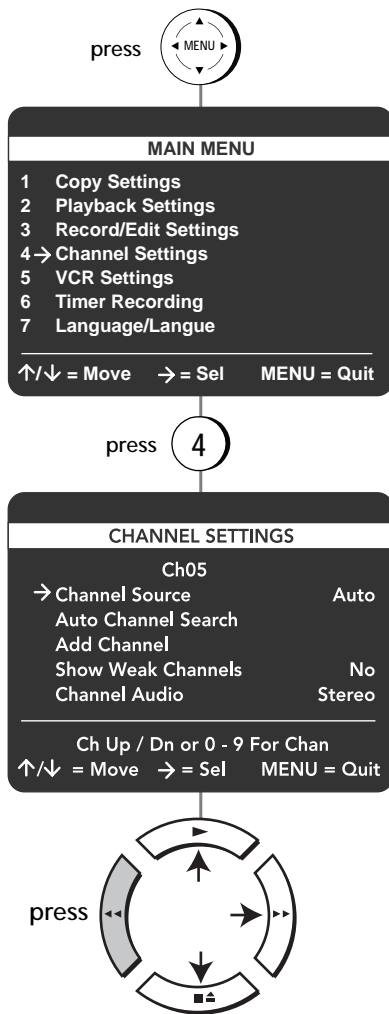 press MENU
MAIN MENU
1 Copy Settings
2 Playback Settings
3 Record/Edit Settings
4→Channel Settings
5 VCR Settings
6 Timer Recording
7 Language/Langue
↑/↓ = Move → = Sel MENU = Quit
press 4
CHANNEL SETTINGS
Ch05
→Channel Source Auto
Auto Channel Search
Add Channel
Show Weak Channels No
Channel Audio Stereo
Ch Up / Dn or 0 - 9 For Chan
↑/↓ = Move → = Sel MENU = Quit
press